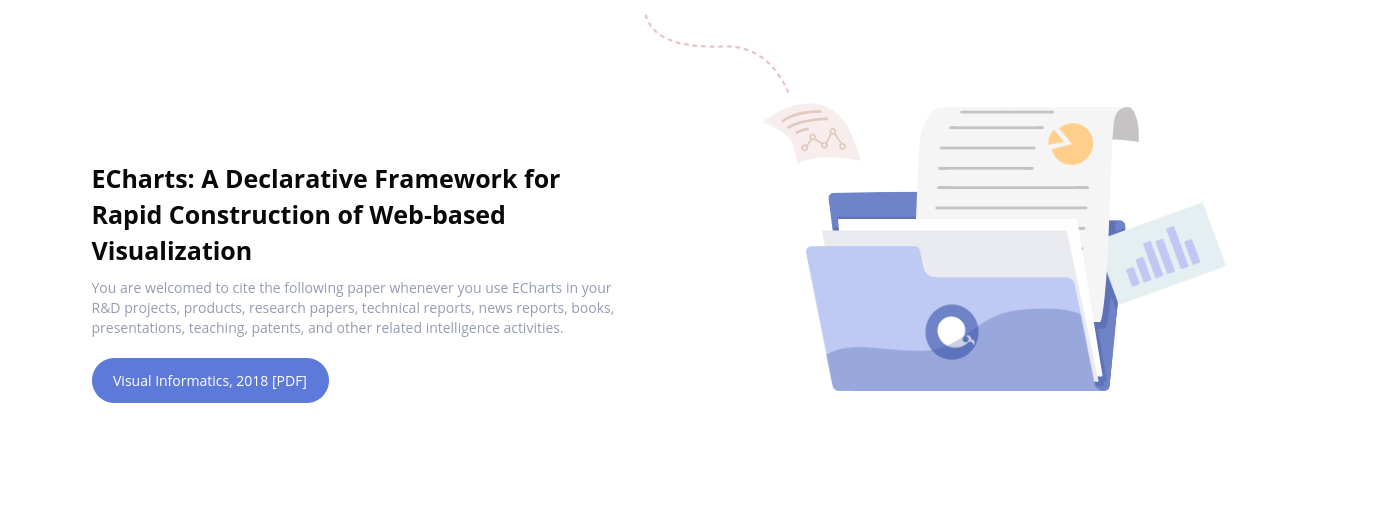 ECharts: A Declarative Framework for
Rapid Construction of Web-based
Visualization
You are welcomed to cite the following paper whenever you use ECharts in your
R&D projects, products, research papers, technical reports, news reports, books,
presentations, teaching, patents, and other related intelligence activities.
Visual Informatics, 2018 [PDF]